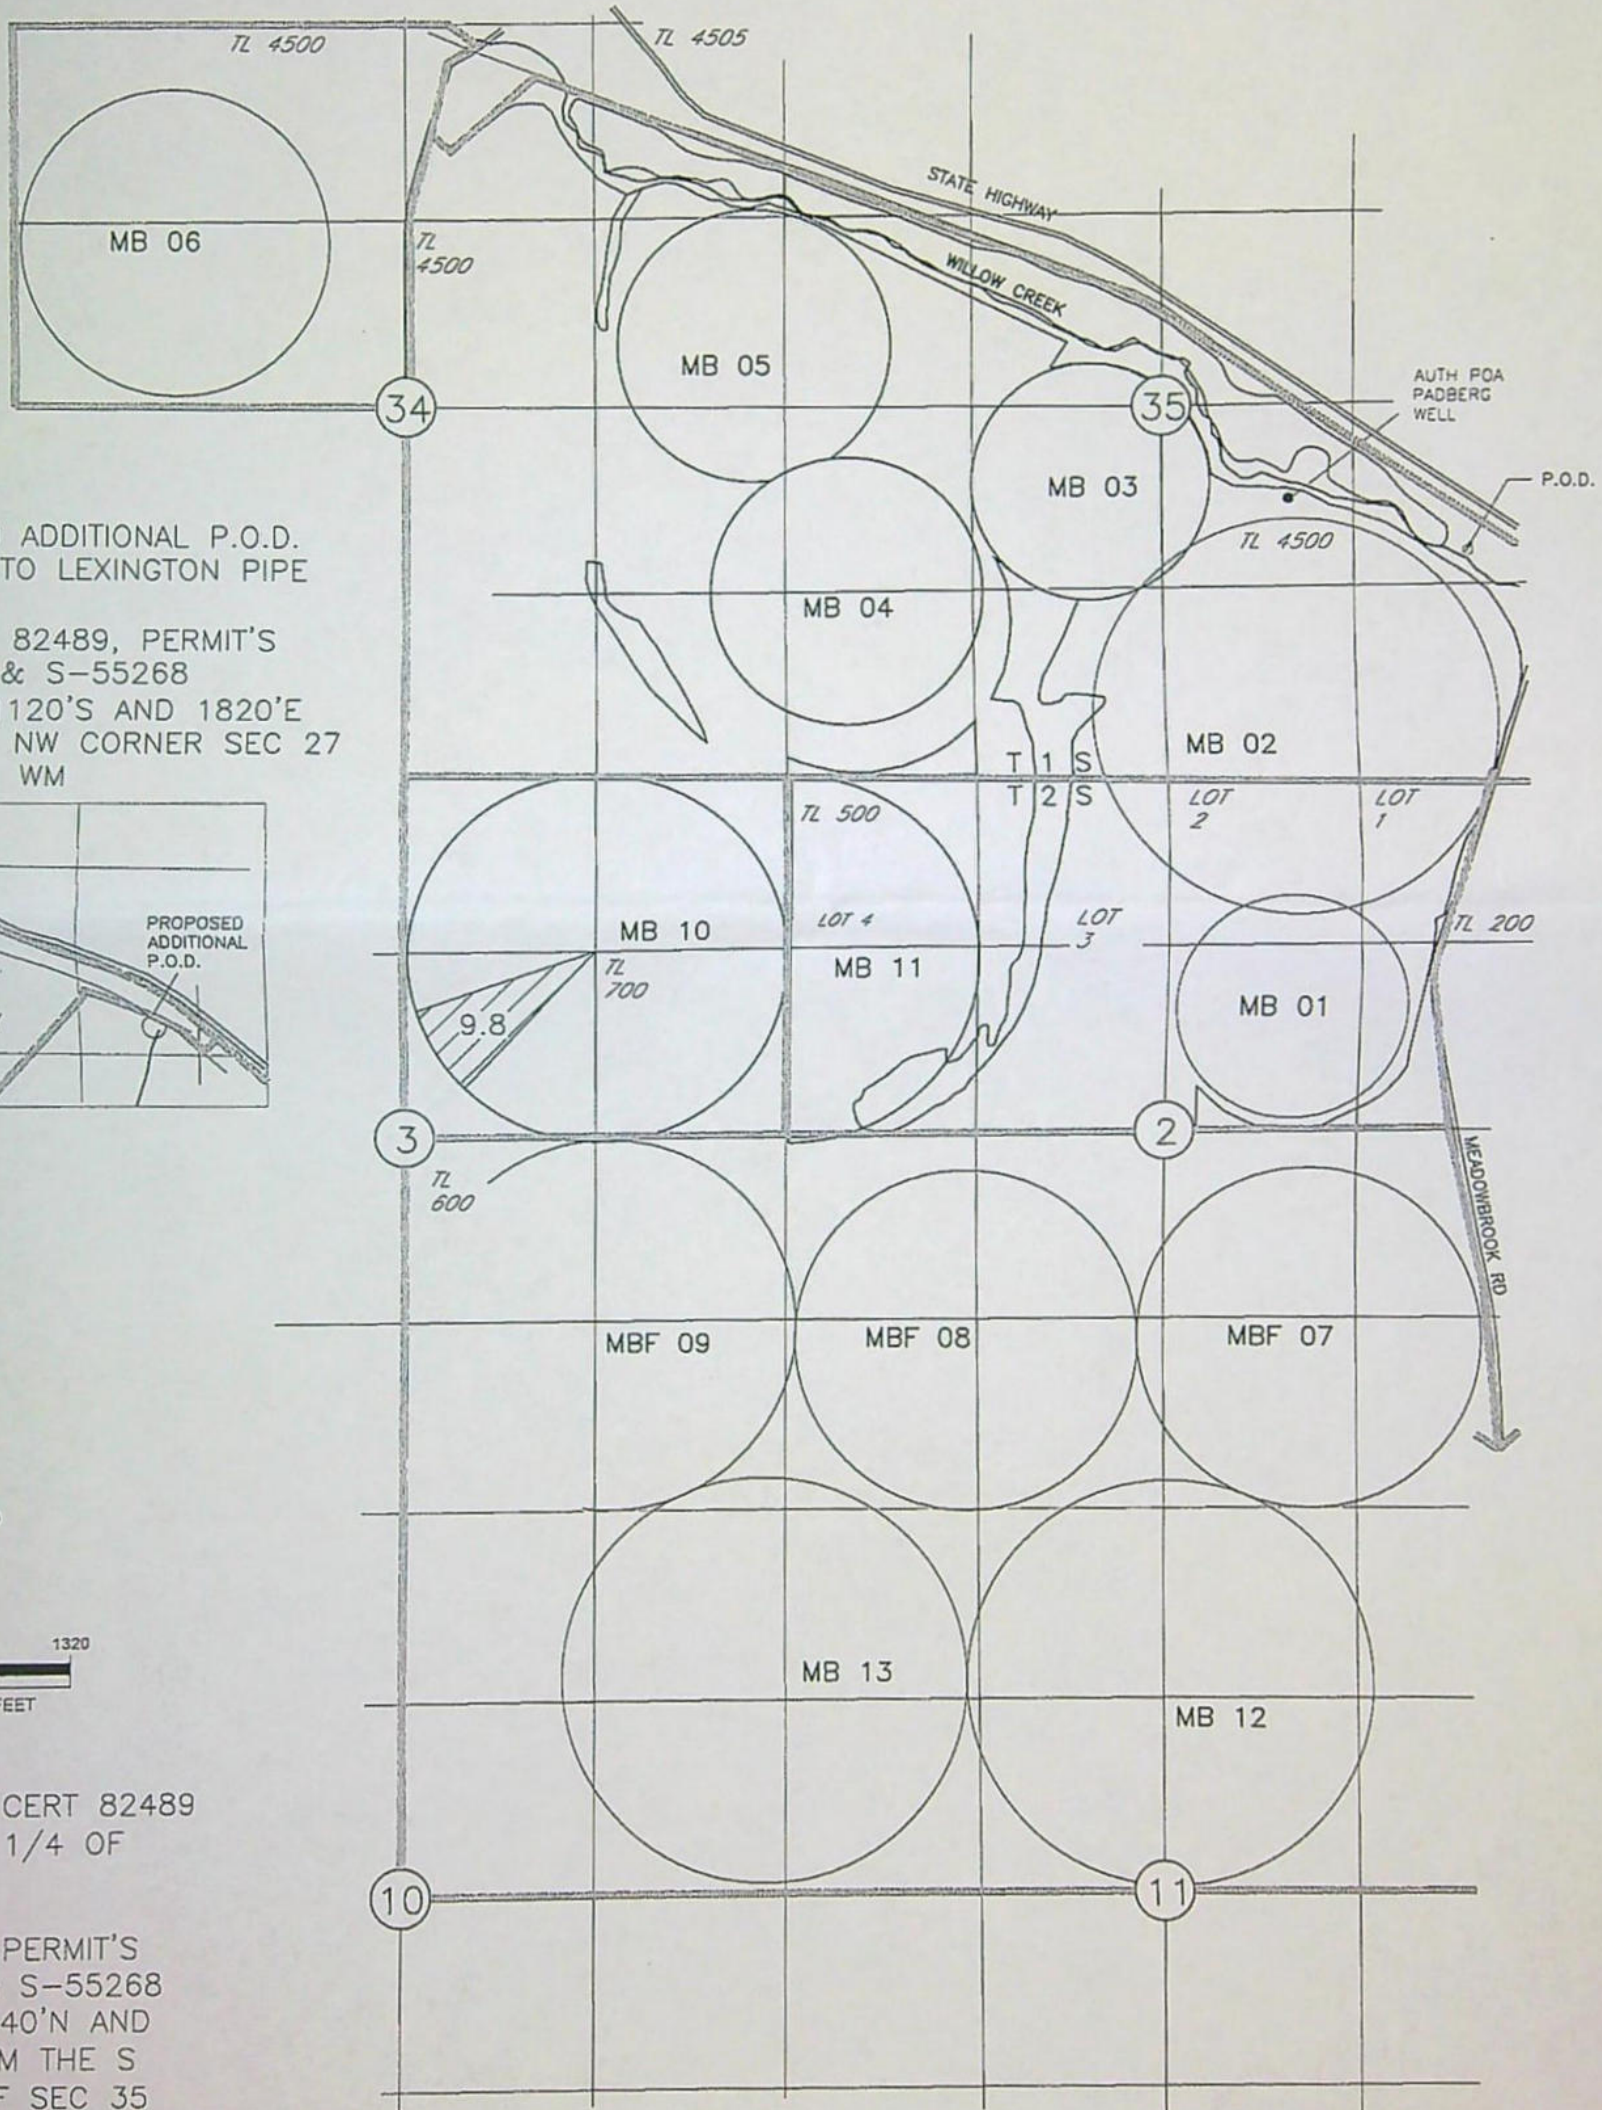 TL 4500
TL 4505
STATE HIGHWAY
MB 06
TL
4500
WILLOW CREEK
MB 05
AUTH POA
PADBERG
WELL
34
35
MB 03
P.O.D.
ADDITIONAL P.O.D.
TO LEXINGTON PIPE
TL 4500
MB 04
82489, PERMIT'S
& S-55268
120'S AND 1820'E
NW CORNER SEC 27
WM
MB 02
T 1 S
T 2 S
LOT
2
LOT
1
TL 500
PROPOSED
ADDITIONAL
P.O.D.
MB 10
LOT 4
LOT
3
TL 200
TL
700
MB 11
9.8
MB 01
3
2
TL
600
MEADOWBROOK RD
MBF 09
MBF 08
MBF 07
1320
FEET
MB 13
MB 12
CERT 82489
1/4 OF
10
11
PERMIT'S
S-55268
40'N AND
M THE S
F SEC 35